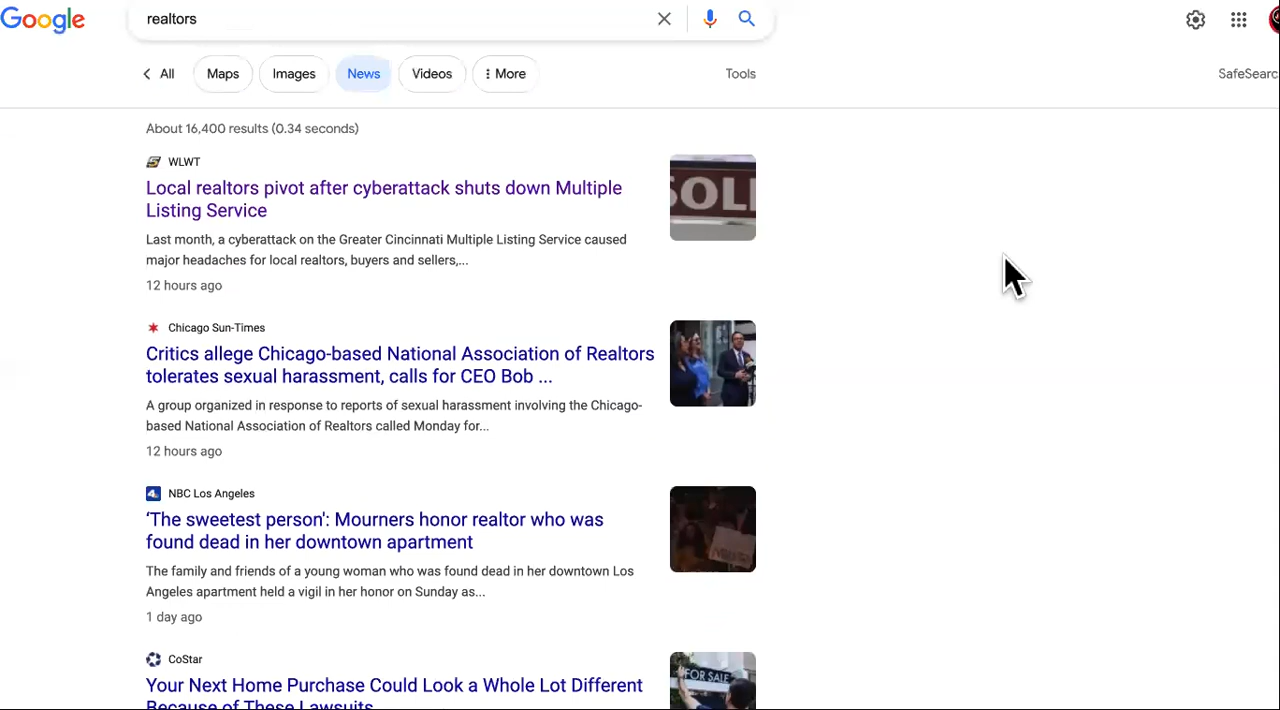 Google
realtors
All
Maps
Images
News
Videos
More
Tools
SafeSearc
About 16,400 results (0.34 seconds)
WLWT
Local realtors pivot after cyberattack shuts down Multiple
Listing Service
Last month, a cyberattack on the Greater Cincinnati Multiple Listing Service caused
major headaches for local realtors, buyers and sellers,...
12 hours ago
SOL
Chicago Sun-Times
Critics allege Chicago-based National Association of Realtors
tolerates sexual harassment, calls for CEO Bob ...
A group organized in response to reports of sexual harassment involving the Chicago-
based National Association of Realtors called Monday for...
12 hours ago
NBC Los Angeles
‘The sweetest person': Mourners honor realtor who was
found dead in her downtown apartment
The family and friends of a young woman who was found dead in her downtown Los
Angeles apartment held a vigil in her honor on Sunday as...
1 day ago
CoStar
Your Next Home Purchase Could Look a Whole Lot Different
Because of These Lawsuits
FOR SALE